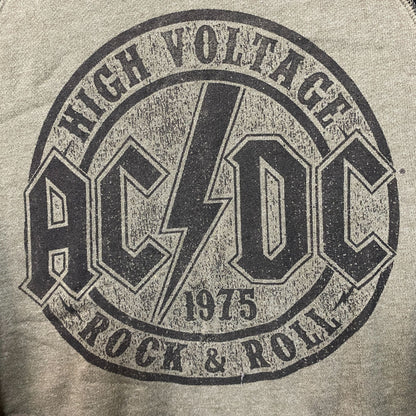 HIGH VOLTAGE
AC DC
1975
ROCK & ROLL